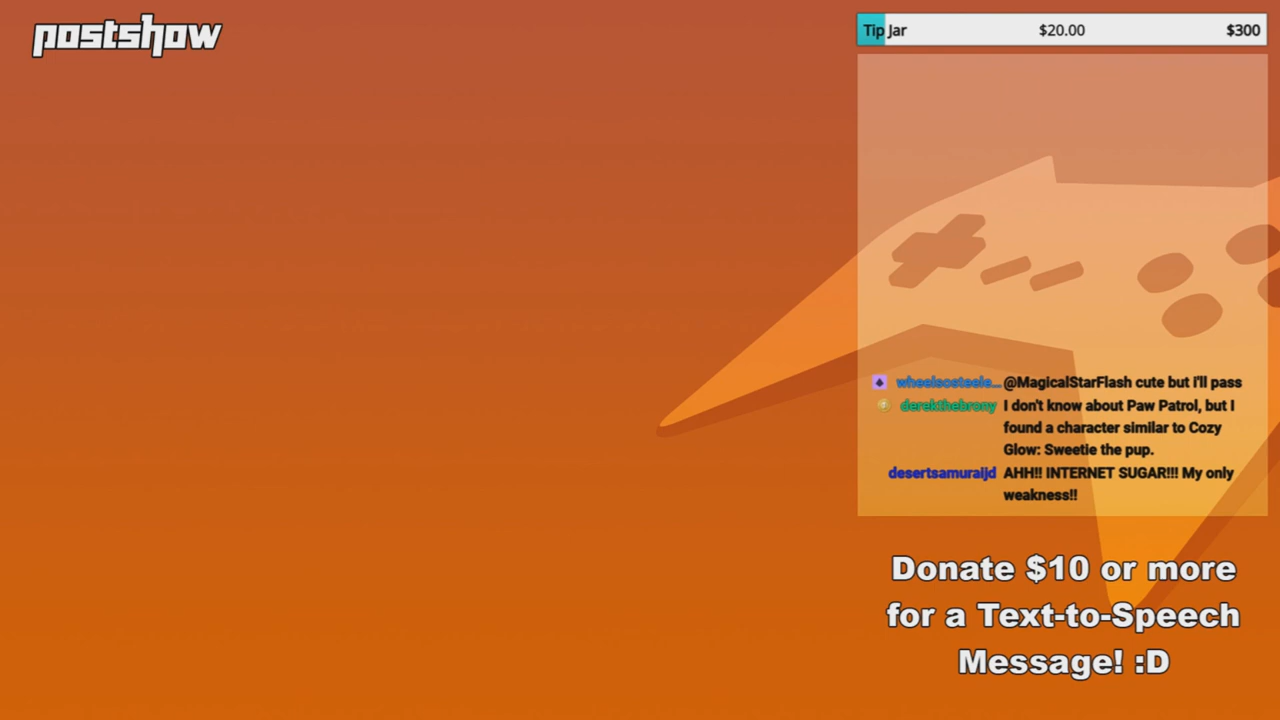 postshow
Tip Jar $20.00 $300
wheelsosteele... @MagicalStarFlash cute but i'll pass
derekthebrony I don't know about Paw Patrol, but I
found a character similar to Cozy
Glow: Sweetie the pup.
desertsamuraijd AHH!! INTERNET SUGAR!!! My only
weakness!!
Donate $10 or more
for a Text-to-Speech
Message! :D